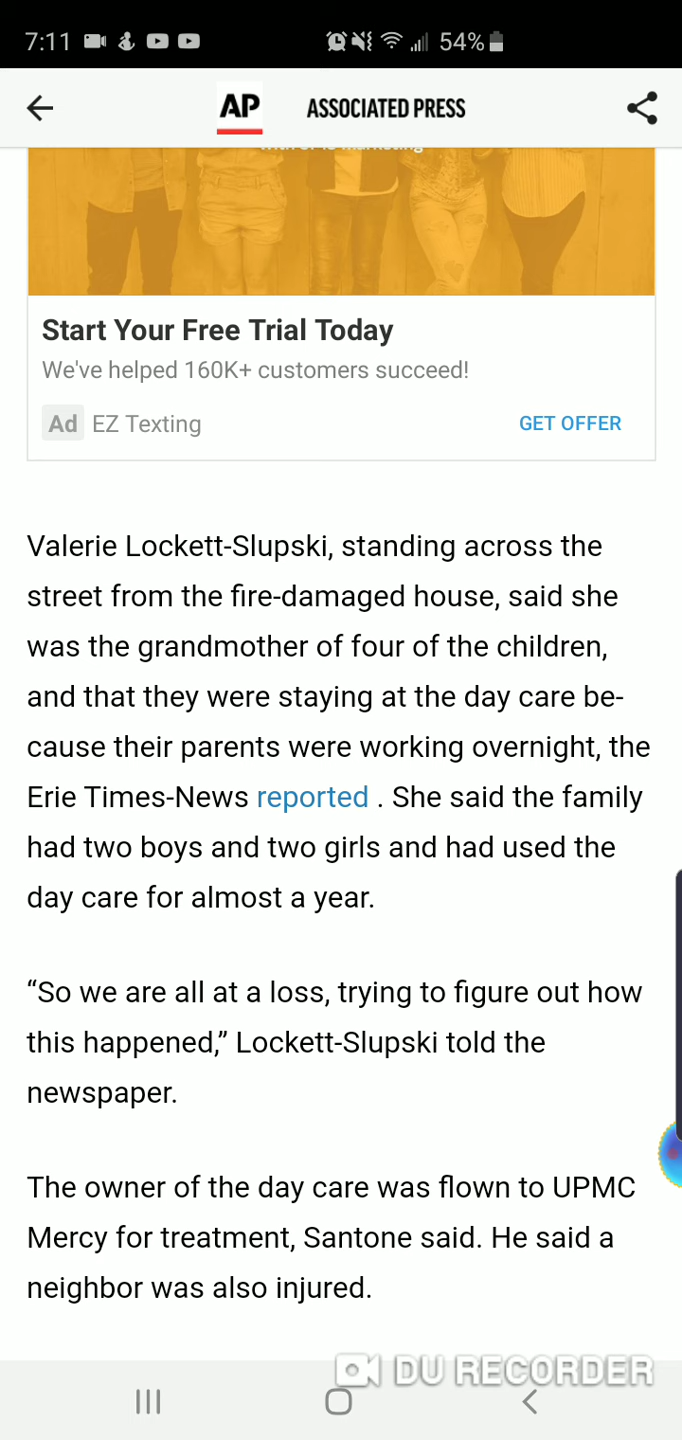 7:11 54%
AP ASSOCIATED PRESS
Start Your Free Trial Today
We've helped 160K+ customers succeed!
Ad EZ Texting GET OFFER
Valerie Lockett-Slupski, standing across the
street from the fire-damaged house, said she
was the grandmother of four of the children,
and that they were staying at the day care be-
cause their parents were working overnight, the
Erie Times-News reported . She said the family
had two boys and two girls and had used the
day care for almost a year.
“So we are all at a loss, trying to figure out how
this happened,” Lockett-Slupski told the
newspaper.
The owner of the day care was flown to UPMC
Mercy for treatment, Santone said. He said a
neighbor was also injured.
DU RECORDER